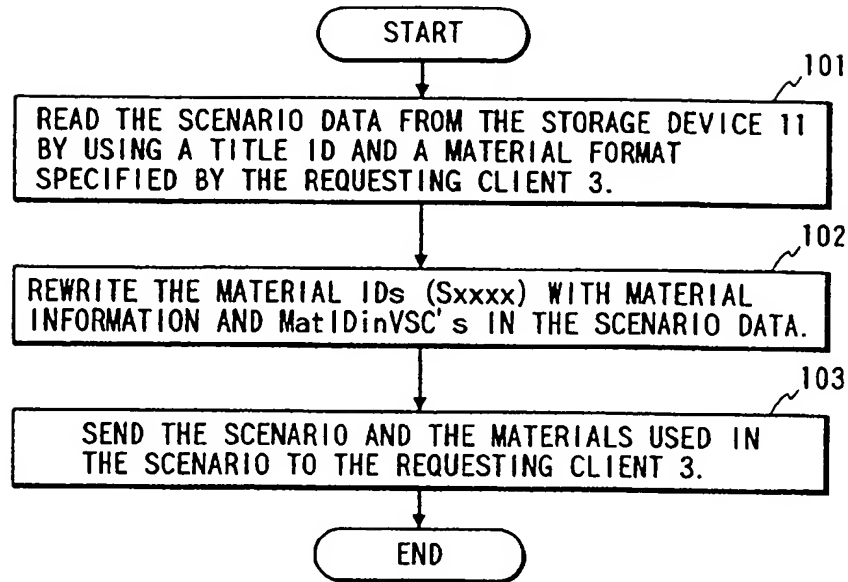 START
101
READ THE SCENARIO DATA FROM THE STORAGE DEVICE 11
BY USING A TITLE ID AND A MATERIAL FORMAT
SPECIFIED BY THE REQUESTING CLIENT 3.
102
REWRITE THE MATERIAL IDs (Sxxxx) WITH MATERIAL
INFORMATION AND MatIDinVSC's IN THE SCENARIO DATA.
103
SEND THE SCENARIO AND THE MATERIALS USED IN
THE SCENARIO TO THE REQUESTING CLIENT 3.
END